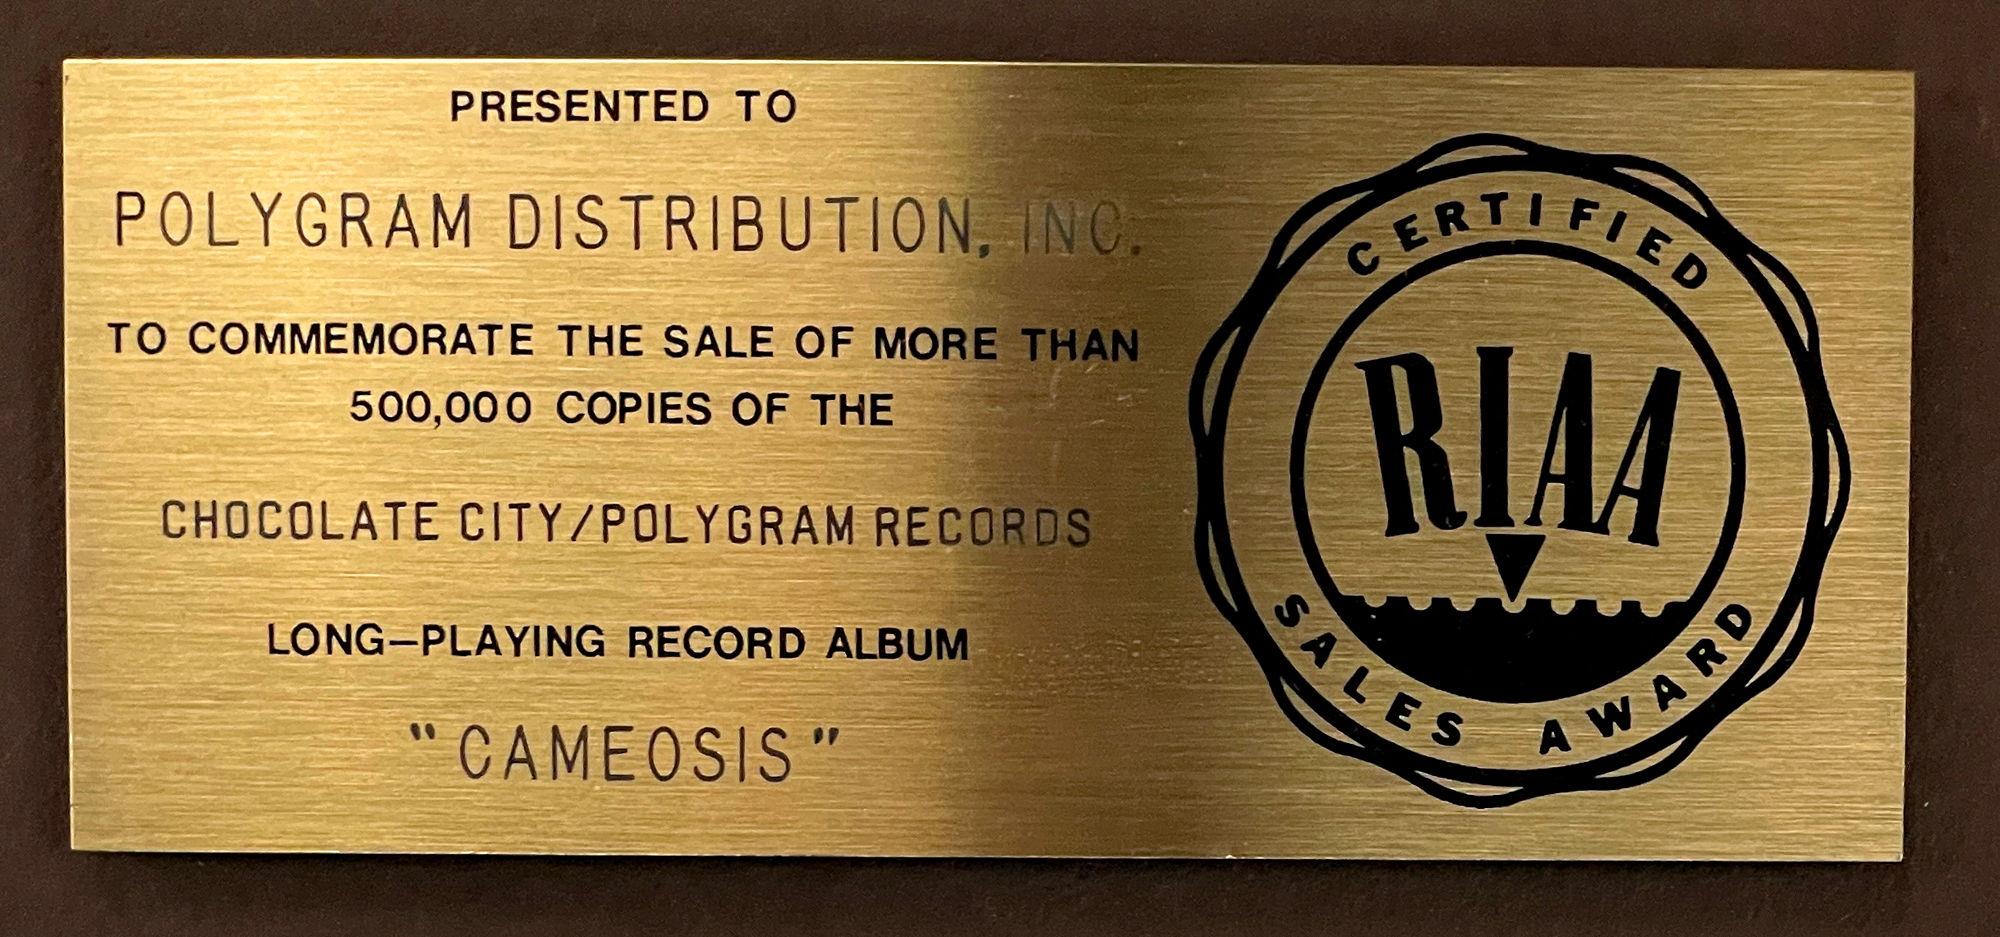 PRESENTED TO
POLYGRAM DISTRIBUTION, INC.
TO COMMEMORATE THE SALE OF MORE THAN
500,000 COPIES OF THE
CHOCOLATE CITY/POLYGRAM RECORDS
LONG–PLAYING RECORD ALBUM
"CAMEOSIS"
CERTIFIED
RIAA
SALES AWARD